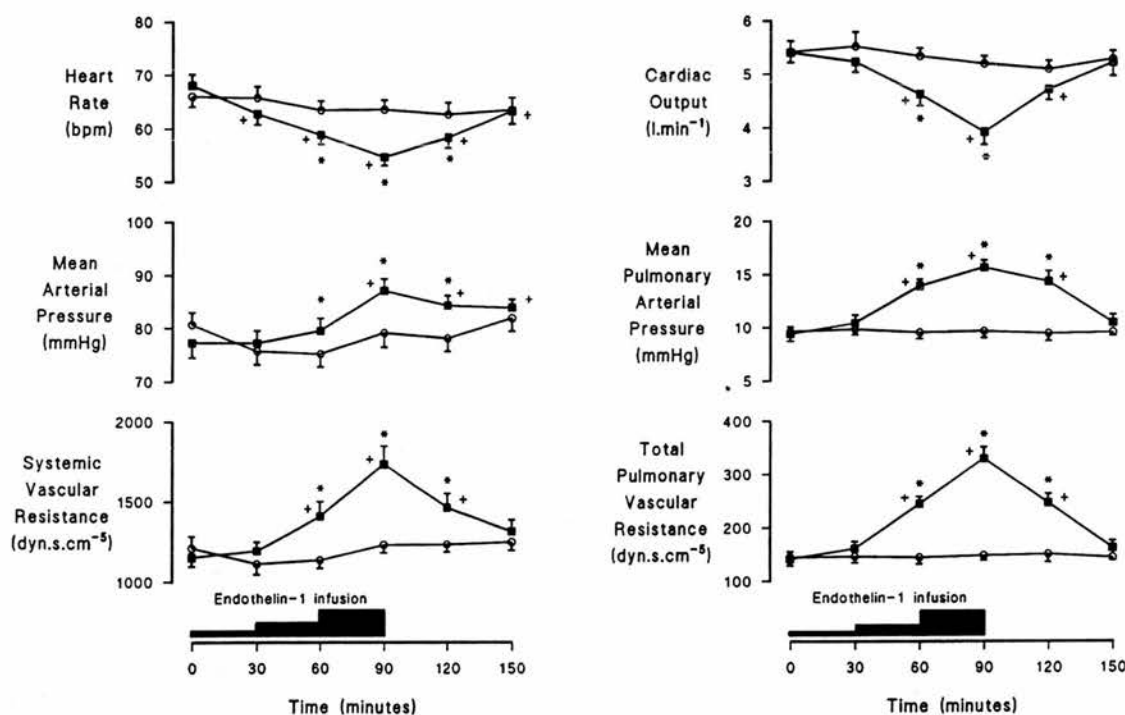 Heart
Rate
(bpm)
80
70
60
50
+ + * + * * + +
Cardiac
Output
(l.min⁻¹)
6
5
4
3
+ * + * +
Mean
Arterial
Pressure
(mmHg)
100
90
80
70
* + * * + +
Mean
Pulmonary
Arterial
Pressure
(mmHg)
20
15
10
5
+ * + * * +
Systemic
Vascular
Resistance
(dyn.s.cm⁻⁵)
2000
1500
1000
+ * + * * +
Total
Pulmonary
Vascular
Resistance
(dyn.s.cm⁻⁵)
400
300
200
100
+ * + * * +
Endothelin-1 infusion
0 30 60 90 120 150
Time (minutes)
Endothelin-1 infusion
0 30 60 90 120 150
Time (minutes)